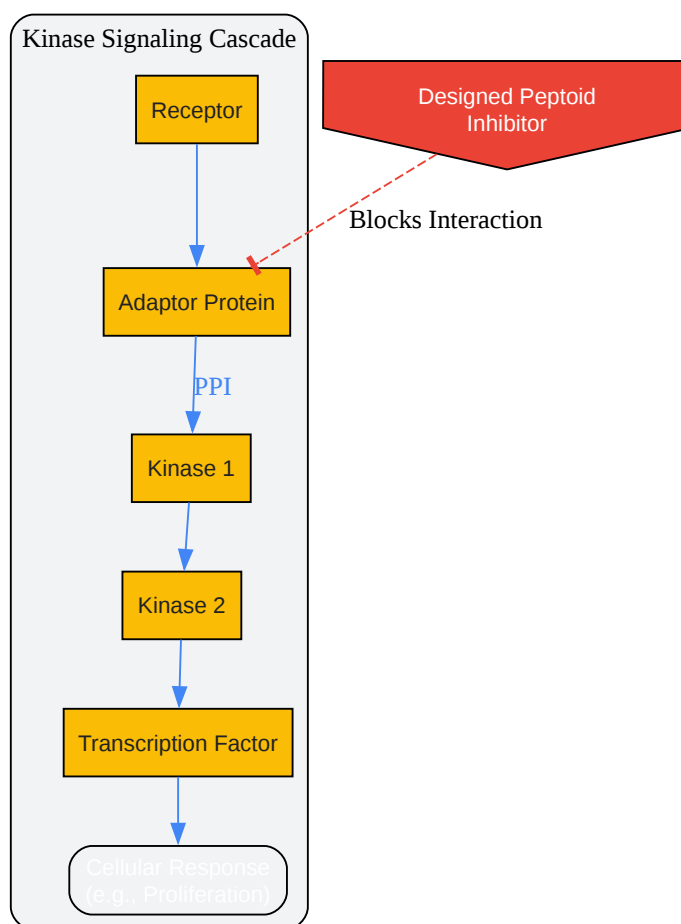 Kinase Signaling Cascade
Receptor
Designed Peptoid
Inhibitor
Blocks Interaction
Adaptor Protein
PPI
Kinase 1
Kinase 2
Transcription Factor
Cellular Response
(e.g., Proliferation)